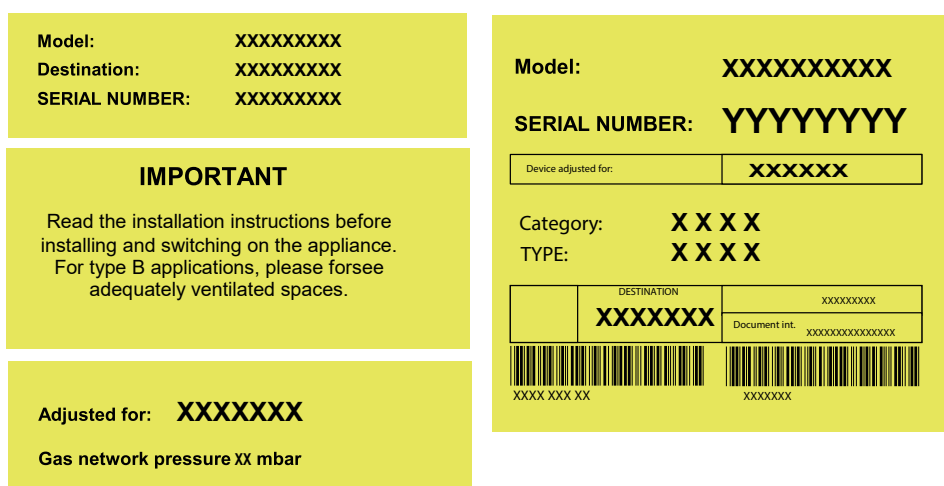 Model: XXXXXXXXX
Destination: XXXXXXXXX
SERIAL NUMBER: XXXXXXXXX
IMPORTANT
Read the installation instructions before
installing and switching on the appliance.
For type B applications, please forsee
adequately ventilated spaces.
Adjusted for: XXXXXXX
Gas network pressure XX mbar
Model: XXXXXXXXXX
SERIAL NUMBER: YYYYYYYY
Device adjusted for: XXXXXX
Category: X X X X
TYPE: X X X X
DESTINATION
XXXXXXX
XXXXXXXXX
Document int. XXXXXXXXXXXXXXX
XXXX XXX XX
XXXXXXX